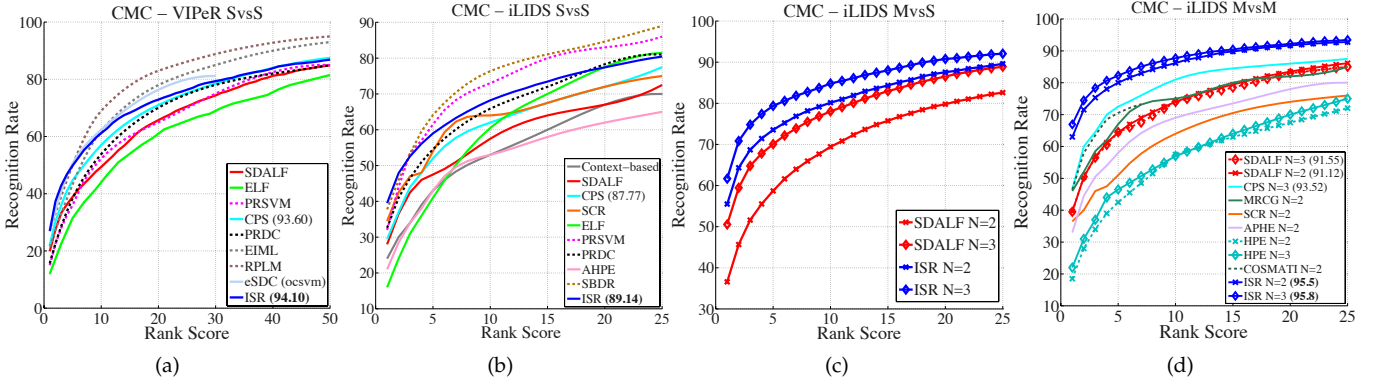 CMC – VIPeR SvsS
Recognition Rate
100
80
60
40
20
0
0 10 20 30 40 50
Rank Score
SDALF
ELF
PRSVM
CPS (93.60)
PRDC
EIML
RPLM
eSDC (ocsvm)
ISR (94.10)
(a)
CMC – iLIDS SvsS
Recognition Rate
90
80
70
60
50
40
30
20
10
0 5 10 15 20 25
Rank Score
Context-based
SDALF
CPS (87.77)
SCR
ELF
PRSVM
PRDC
AHPE
SBDR
ISR (89.14)
(b)
CMC – iLIDS MvsS
Recognition Rate
100
90
80
70
60
50
40
30
0 5 10 15 20 25
Rank Score
SDALF N=2
SDALF N=3
ISR N=2
ISR N=3
(c)
CMC – iLIDS MvsM
Recognition Rate
100
90
80
70
60
50
40
30
20
10
0 5 10 15 20 25
Rank Score
SDALF N=3 (91.55)
SDALF N=2 (91.12)
CPS N=3 (93.52)
MRCG N=2
SCR N=2
APHE N=2
HPE N=2
HPE N=3
COSMATI N=2
ISR N=2 (95.5)
ISR N=3 (95.8)
(d)